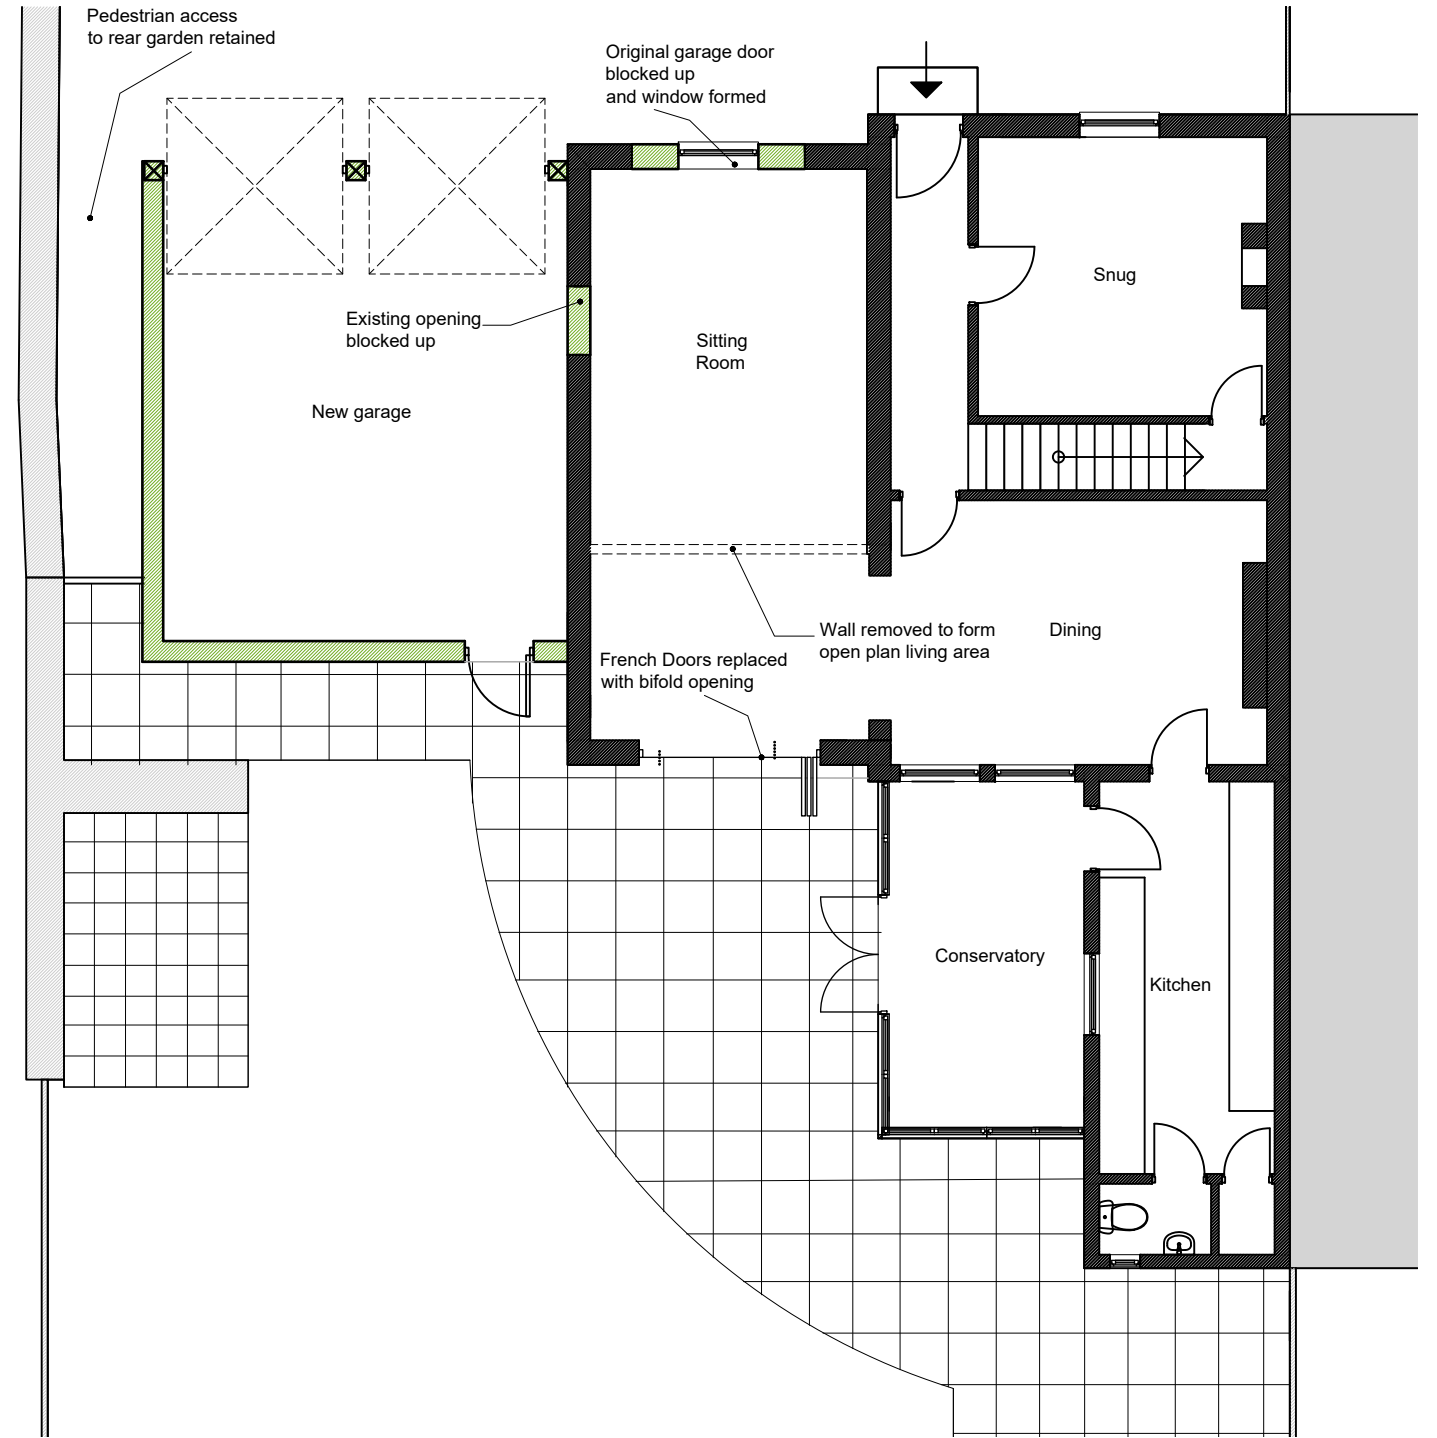 Pedestrian access
to rear garden retained
Original garage door
blocked up
and window formed
Snug
Existing opening
blocked up
Sitting
Room
New garage
Wall removed to form
open plan living area
Dining
French Doors replaced
with bifold opening
Conservatory
Kitchen